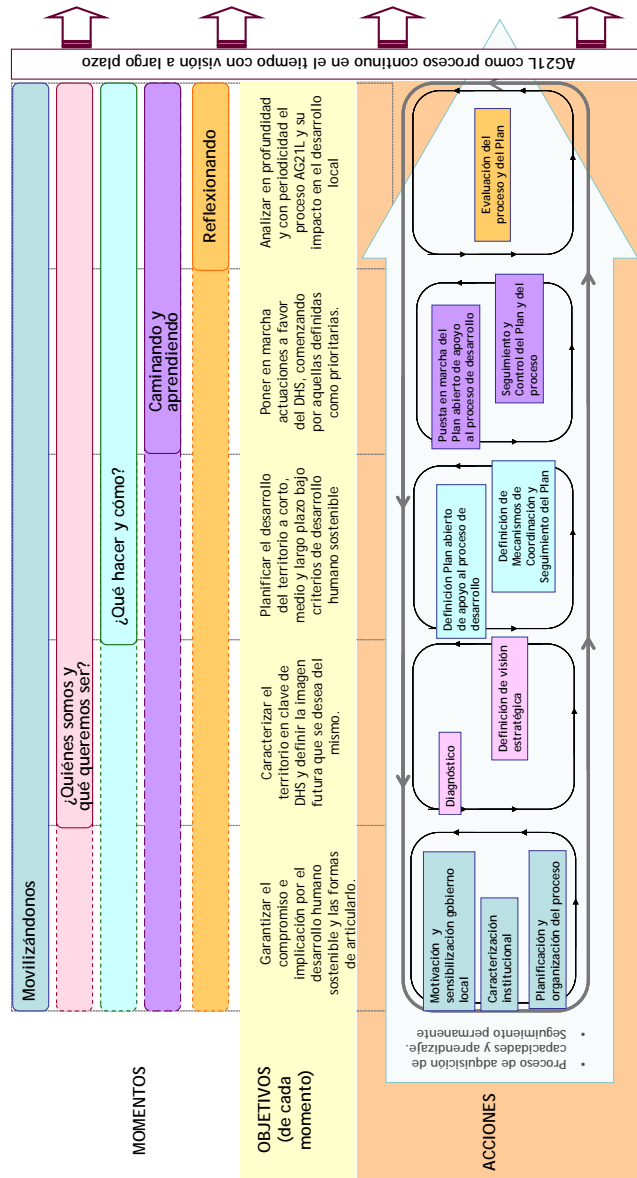 MOMENTOS
Movilizándonos
¿Quiénes somos y
qué queremos ser?
¿Qué hacer y cómo?
Caminando y
aprendiendo
Reflexionando
OBJETIVOS
(de cada
momento)
Garantizar el
compromiso e
implicación por el
desarrollo humano
sostenible y las formas
de articularlo.
Caracterizar el
territorio en clave de
DHS y definir la imagen
futura que se desea del
mismo.
Planificar el desarrollo
del territorio a corto,
medio y largo plazo bajo
criterios de desarrollo
humano sostenible
Poner en marcha
actuaciones a favor
del DHS, comenzando
por aquellas definidas
como prioritarias.
Analizar en profundidad
y con periodicidad el
proceso AG21L y su
impacto en el desarrollo
local
ACCIONES
• Proceso de adquisición de
capacidades y aprendizaje.
• Seguimiento permanente
Motivación y
sensibilización gobierno
local
Caracterización
institucional
Planificación y
organización del proceso
Diagnóstico
Definición de visión
estratégica
Definición Plan abierto
de apoyo al proceso de
desarrollo
Definición de
Mecanismos de
Coordinación y
Seguimiento del Plan
Puesta en marcha del
Plan abierto de apoyo
al proceso de desarrollo
Seguimiento y
Control del Plan y del
proceso
Evaluación del
proceso y del Plan
AG21L como proceso continuo en el tiempo con visión a largo plazo